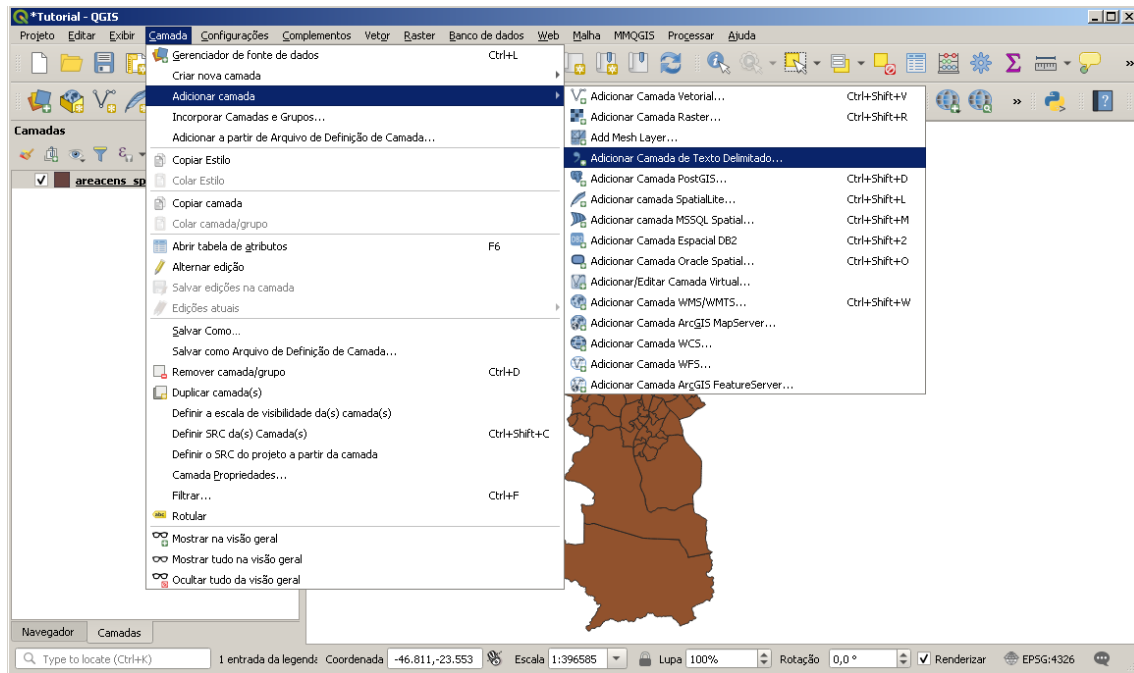 *Tutorial - QGIS
Projeto Editar Exibir Camada Configurações Complementos Vetor Raster Banco de dados Web Malha MMQGIS Processar Ajuda
Gerenciador de fonte de dados Ctrl+L
Criar nova camada
Adicionar camada
Incorporar Camadas e Grupos...
Adicionar a partir de Arquivo de Definição de Camada...
Copiar Estilo
Colar Estilo
Copiar camada
Colar camada/grupo
Abrir tabela de atributos F6
Alternar edição
Salvar edições na camada
Edições atuais
Salvar Como...
Salvar como Arquivo de Definição de Camada...
Remover camada/grupo Ctrl+D
Duplicar camada(s)
Definir a escala de visibilidade da(s) camada(s)
Definir SRC da(s) Camada(s) Ctrl+Shift+C
Definir o SRC do projeto a partir da camada
Camada Propriedades...
Filtrar... Ctrl+F
abc Rotular
Mostrar na visão geral
Mostrar tudo na visão geral
Ocultar tudo da visão geral
Adicionar Camada Vetorial... Ctrl+Shift+V
Adicionar Camada Raster... Ctrl+Shift+R
Add Mesh Layer...
Adicionar Camada de Texto Delimitado...
Adicionar Camada PostGIS... Ctrl+Shift+D
Adicionar camada SpatiaLite... Ctrl+Shift+L
Adicionar camada MSSQL Spatial... Ctrl+Shift+M
Adicionar Camada Espacial DB2 Ctrl+Shift+2
Adicionar Camada Oracle Spatial... Ctrl+Shift+O
Adicionar/Editar Camada Virtual...
Adicionar Camada WMS/WMTS... Ctrl+Shift+W
Adicionar Camada ArcGIS MapServer...
Adicionar Camada WCS...
Adicionar Camada WFS...
Adicionar Camada ArcGIS FeatureServer...
Camadas
areacens_sp
Navegador Camadas
Type to locate (Ctrl+K) 1 entrada da legenda Coordenada -46.811,-23.553 Escala 1:396585 Lupa 100% Rotação 0,0 ° Renderizar EPSG:4326